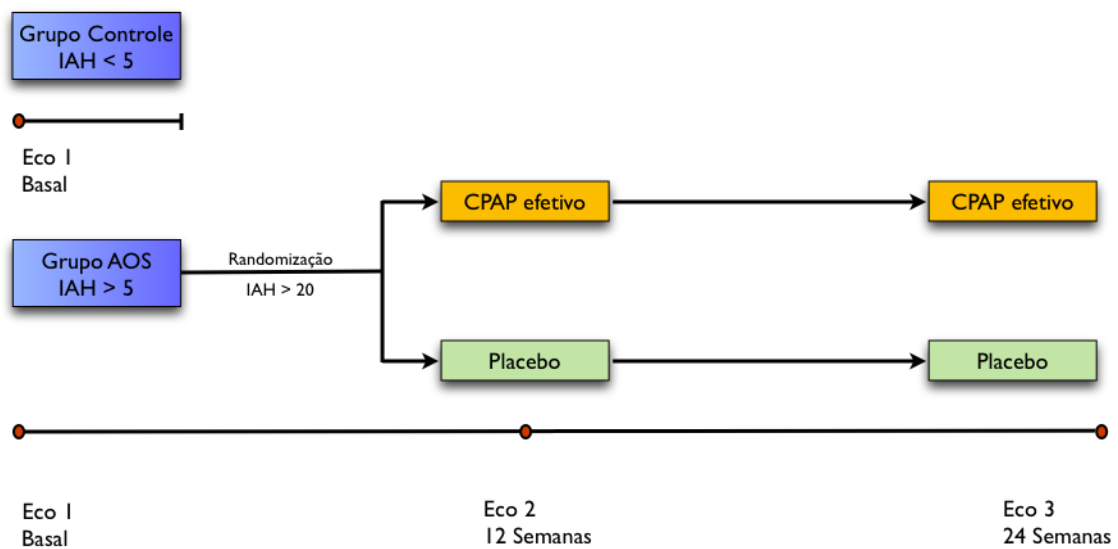 Grupo Controle
IAH < 5
Eco 1
Basal
CPAP efetivo
CPAP efetivo
Grupo AOS
IAH > 5
Randomização
IAH > 20
Placebo
Placebo
Eco 1
Basal
Eco 2
12 Semanas
Eco 3
24 Semanas